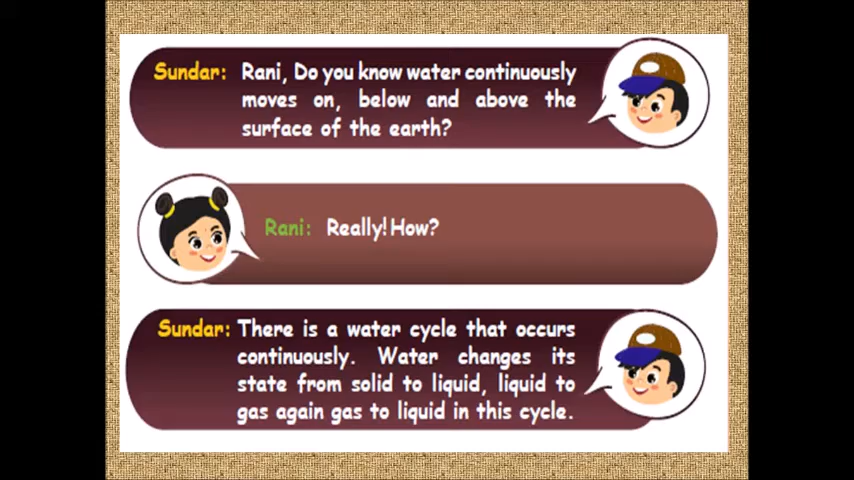 Sundar: Rani, Do you know water continuously
moves on, below and above the
surface of the earth?
Rani: Really! How?
Sundar: There is a water cycle that occurs
continuously. Water changes its
state from solid to liquid, liquid to
gas again gas to liquid in this cycle.